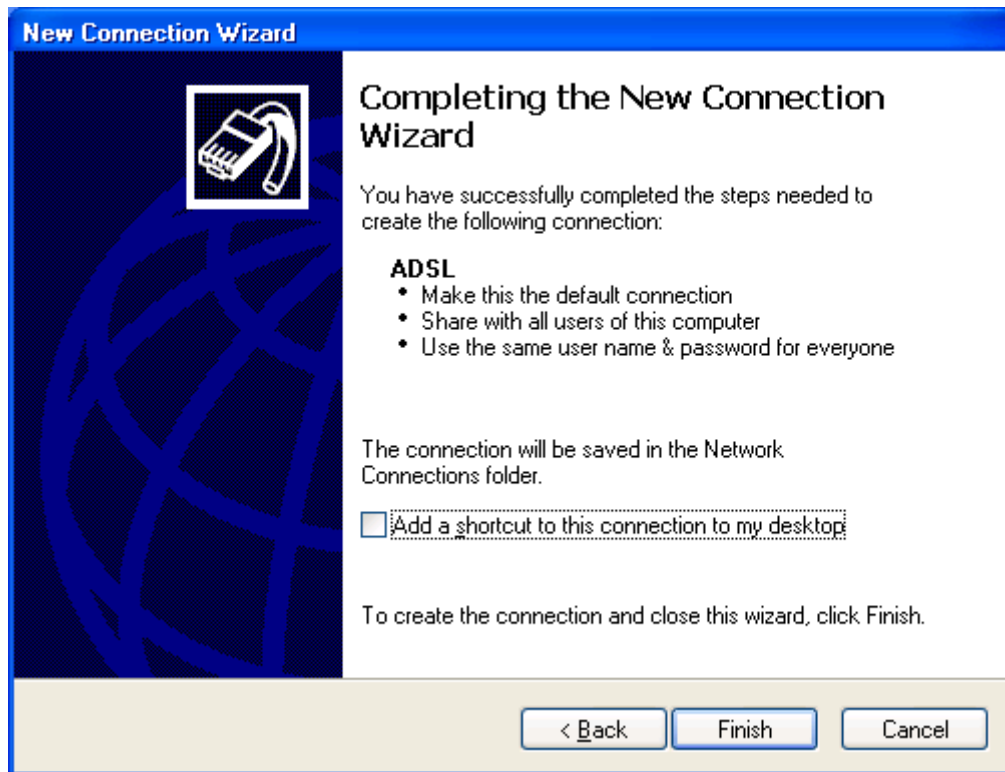 New Connection Wizard
Completing the New Connection
Wizard
You have successfully completed the steps needed to
create the following connection:
ADSL
• Make this the default connection
• Share with all users of this computer
• Use the same user name & password for everyone
The connection will be saved in the Network
Connections folder.
Add a shortcut to this connection to my desktop
To create the connection and close this wizard, click Finish.
< Back
Finish
Cancel